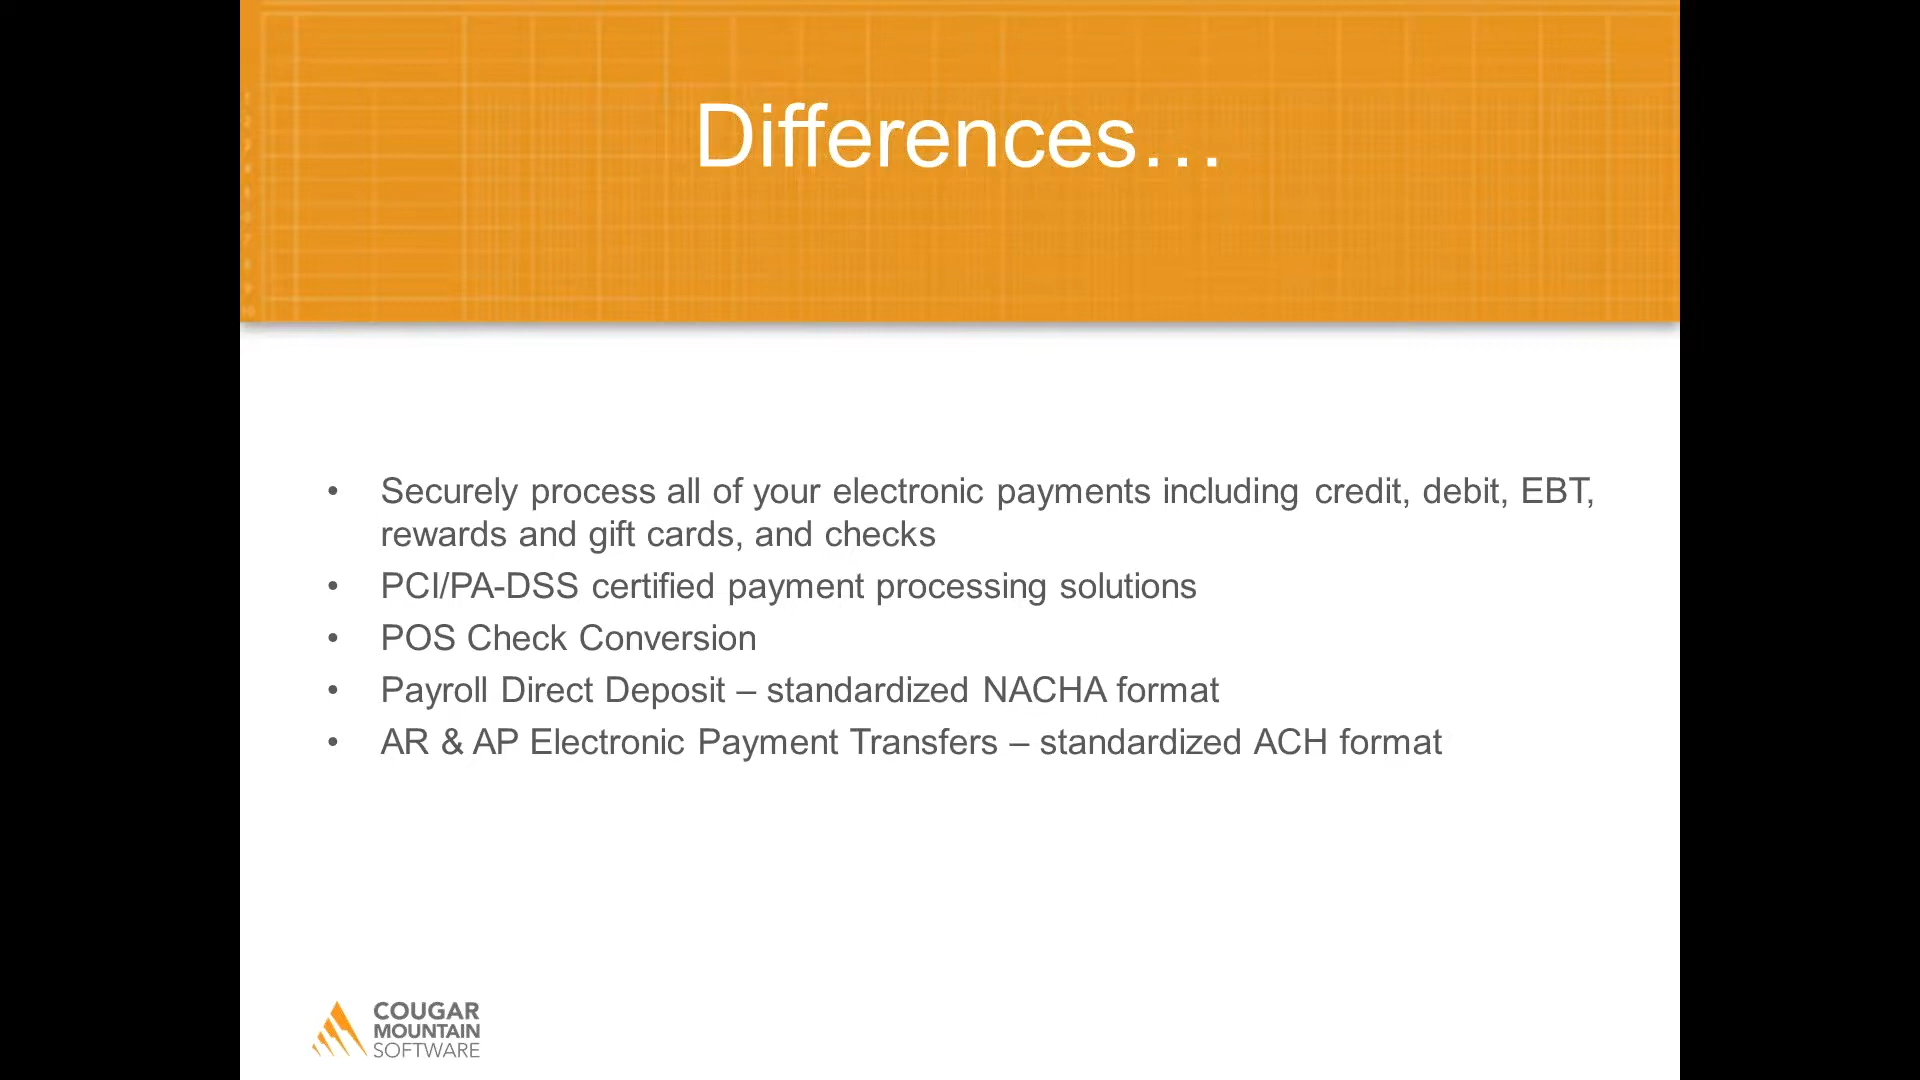 Differences…
• Securely process all of your electronic payments including credit, debit, EBT,
rewards and gift cards, and checks
• PCI/PA-DSS certified payment processing solutions
• POS Check Conversion
• Payroll Direct Deposit – standardized NACHA format
• AR & AP Electronic Payment Transfers – standardized ACH format
COUGAR
MOUNTAIN
SOFTWARE